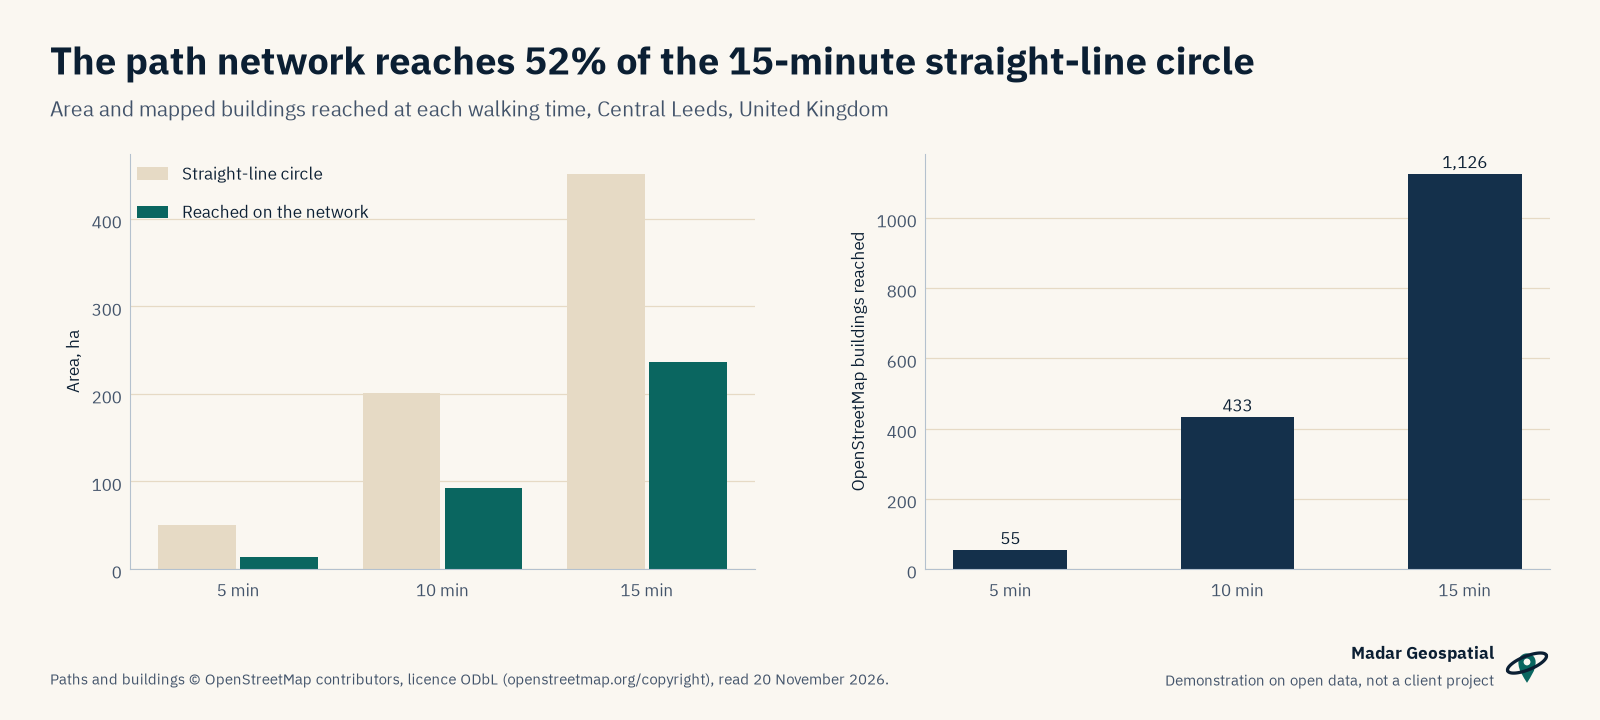 The path network reaches 52% of the 15-minute straight-line circle
Area and mapped buildings reached at each walking time, Central Leeds, United Kingdom
Straight-line circle
Reached on the network
Area, ha
400
300
200
100
0
5 min
10 min
15 min
OpenStreetMap buildings reached
1000
800
600
400
200
0
55
433
1,126
5 min
10 min
15 min
Madar Geospatial
Paths and buildings © OpenStreetMap contributors, licence ODbL (openstreetmap.org/copyright), read 20 November 2026.
Demonstration on open data, not a client project